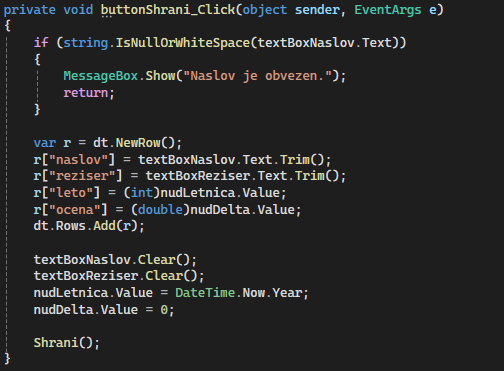 private void buttonShrani_Click(object sender, EventArgs e)
{
    if (string.IsNullOrWhiteSpace(textBoxNaslov.Text))
    {
        MessageBox.Show("Naslov je obvezen.");
        return;
    }

    var r = dt.NewRow();
    r["naslov"] = textBoxNaslov.Text.Trim();
    r["reziser"] = textBoxReziser.Text.Trim();
    r["leto"] = (int)nudLetnica.Value;
    r["ocena"] = (double)nudDelta.Value;
    dt.Rows.Add(r);

    textBoxNaslov.Clear();
    textBoxReziser.Clear();
    nudLetnica.Value = DateTime.Now.Year;
    nudDelta.Value = 0;

    Shrani();
}